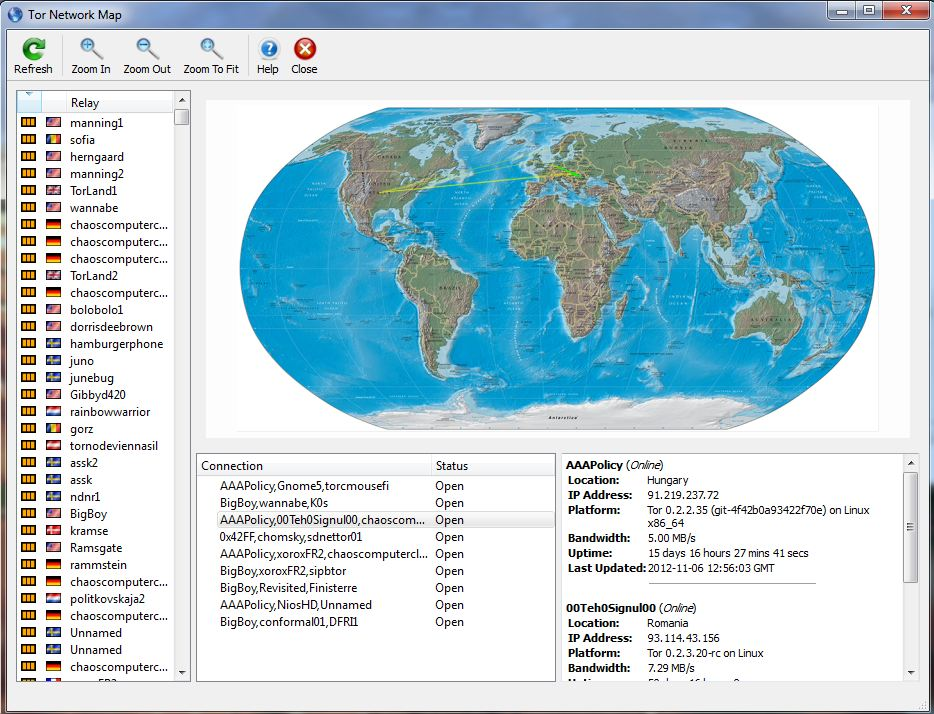 Tor Network Map
Refresh
Zoom In
Zoom Out
Zoom To Fit
Help
Close
Relay
manning1
sofia
herngaard
manning2
TorLand1
wannabe
chaoscomputerc...
chaoscomputerc...
chaoscomputerc...
TorLand2
chaoscomputerc...
bolobolo1
dorrisdeebrown
hamburgerphone
juno
junebug
Gibbyd420
rainbowwarrior
gorz
tornodeviennasil
assk2
assk
ndnr1
BigBoy
kramse
Ramsgate
rammstein
chaoscomputerc...
politkovskaja2
chaoscomputerc...
Unnamed
Unnamed
chaoscomputerc...
CANADA
BRAZIL
CHINA
INDIAN
AUSTRALIA
Antarctica
Connection Status
AAAPolicy,Gnome5,torcmousefi Open
BigBoy,wannabe,K0s Open
AAAPolicy,00Teh0Signul00,chaoscom... Open
0x42FF,chomsky,sdnettor01 Open
AAAPolicy,xoroxFR2,chaoscomputercl... Open
BigBoy,xoroxFR2,sipbtor Open
BigBoy,Revisited,Finisterre Open
AAAPolicy,NiosHD,Unnamed Open
BigBoy,conformal01,DFRI1 Open
AAAPolicy (Online)
Location: Hungary
IP Address: 91.219.237.72
Platform: Tor 0.2.2.35 (git-4f42b0a93422f70e) on Linux
x86_64
Bandwidth: 5.00 MB/s
Uptime: 15 days 16 hours 27 mins 41 secs
Last Updated: 2012-11-06 12:56:03 GMT
00Teh0Signul00 (Online)
Location: Romania
IP Address: 93.114.43.156
Platform: Tor 0.2.3.20-rc on Linux
Bandwidth: 7.29 MB/s